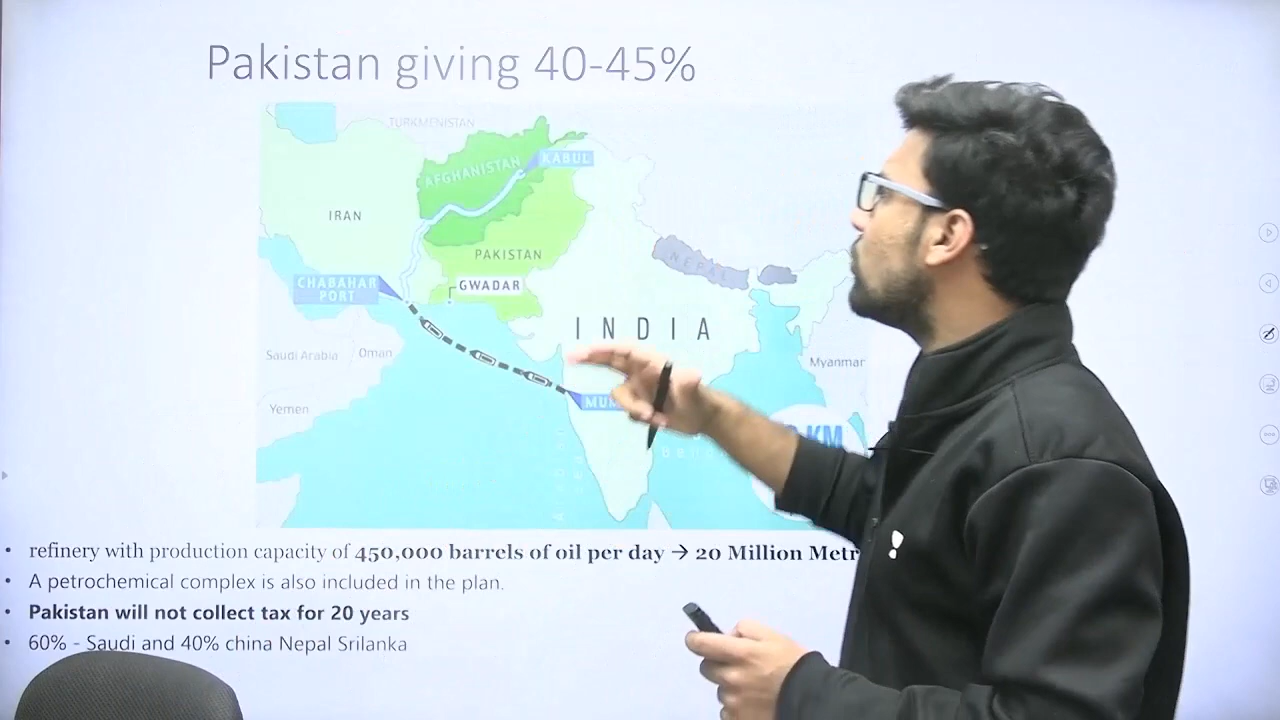 Pakistan giving 40-45%
TURKMENISTAN
AFGHANISTAN
KABUL
IRAN
PAKISTAN
NEPAL
CHABAHAR
PORT
GWADAR
INDIA
Saudi Arabia
Oman
Myanmar
Yemen
KM
• refinery with production capacity of 450,000 barrels of oil per day → 20 Million
• A petrochemical complex is also included in the plan.
• Pakistan will not collect tax for 20 years
• 60% - Saudi and 40% china Nepal Srilanka